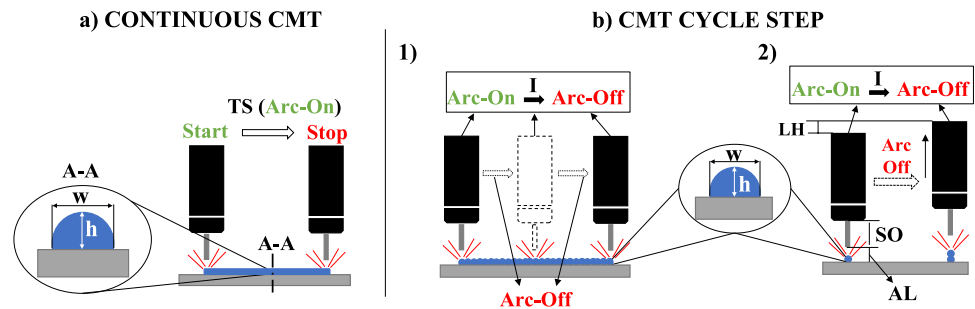 a) CONTINUOUS CMT
b) CMT CYCLE STEP
TS (Arc-On)
Start
Stop
A-A
w
h
A-A
1)
I
Arc-On
Arc-Off
Arc-Off
w
h
2)
I
Arc-On
Arc-Off
LH
Arc
Off
SO
AL